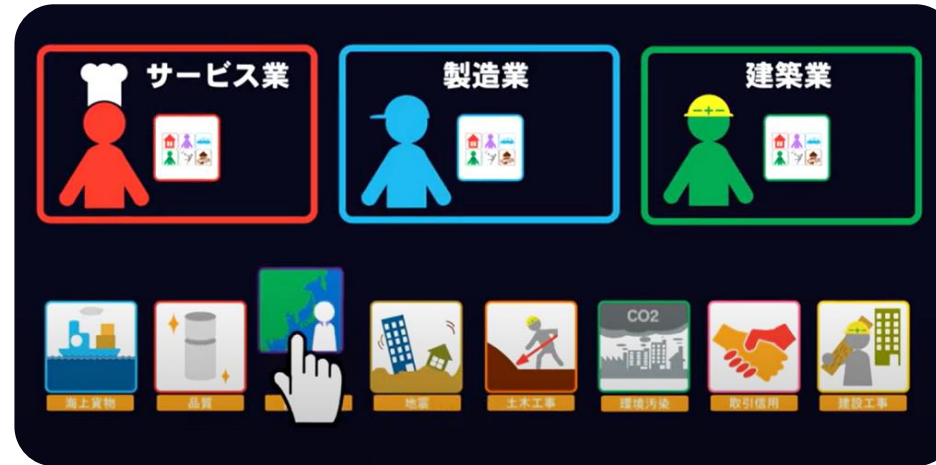 サービス業
製造業
建築業
CO2
海上貨物
品質
地震
土木工事
環境汚染
取引信用
建設工事